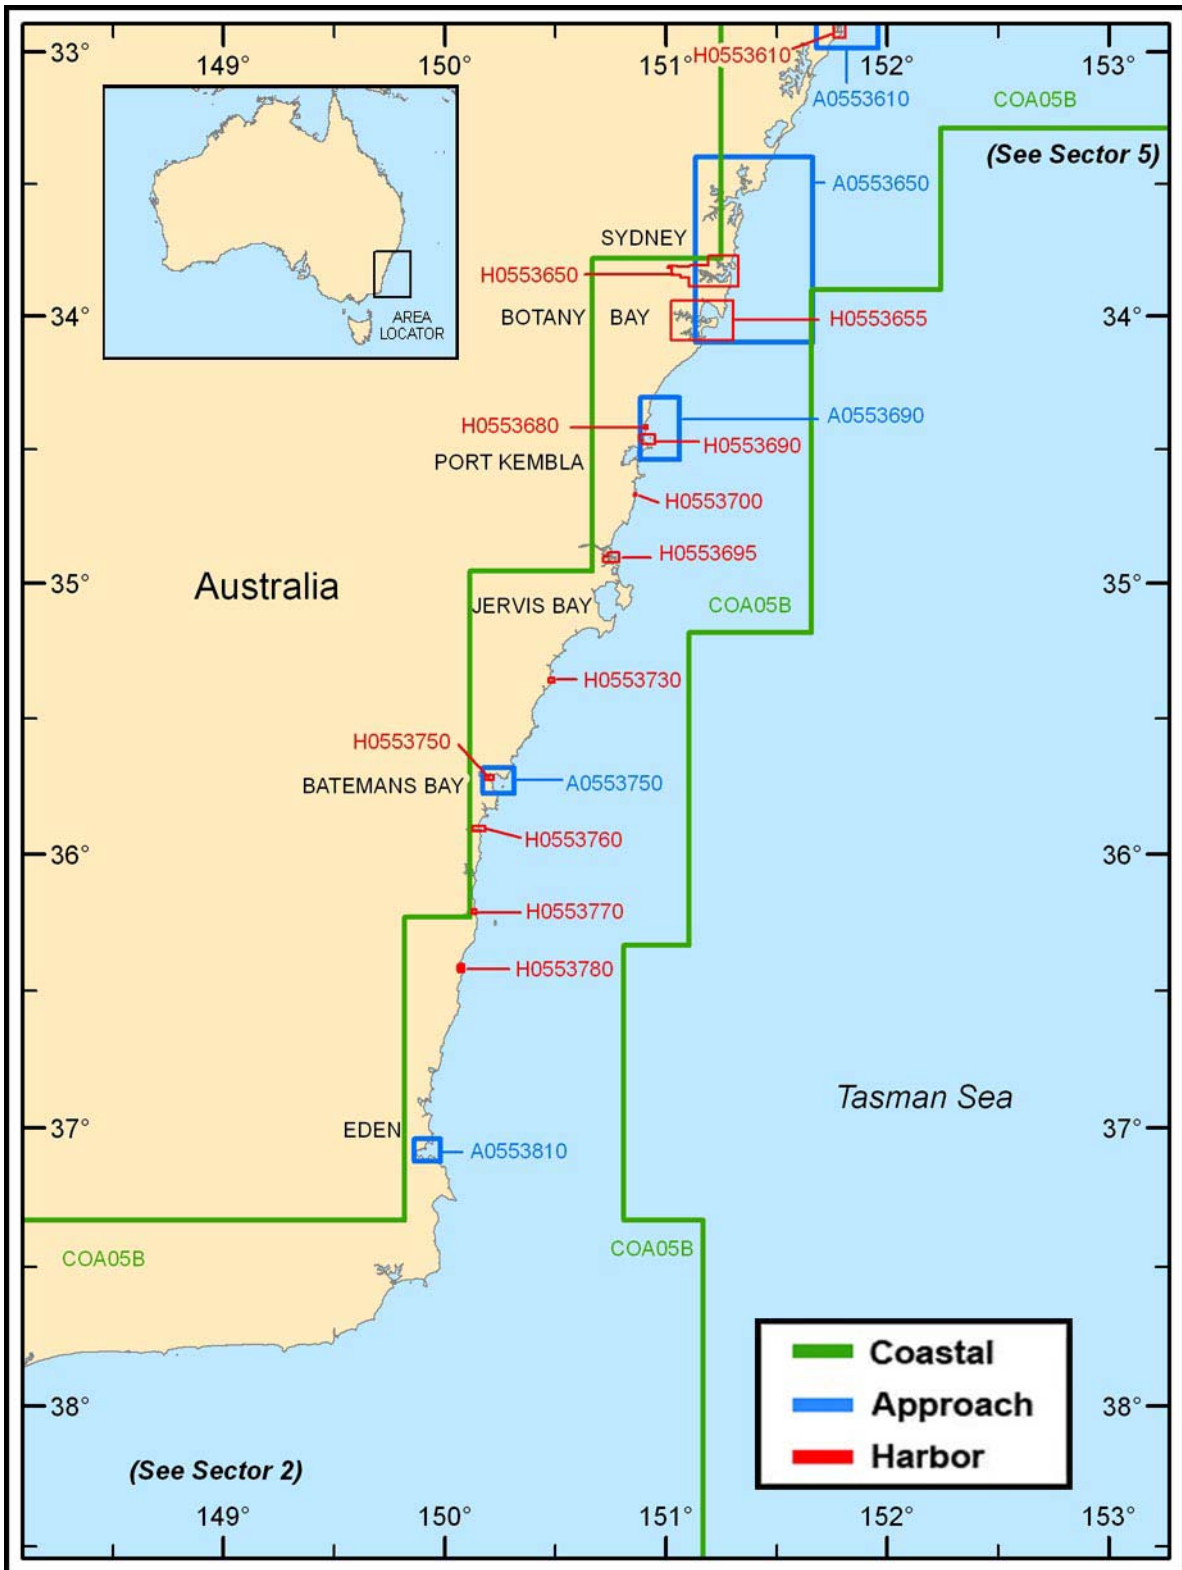 33°
149°
150°
151°
H0553610
152°
153°
A0553610
COA05B
(See Sector 5)
A0553650
SYDNEY
H0553650
AREA
LOCATOR
34°
BOTANY BAY
H0553655
34°
A0553690
H0553680
H0553690
PORT KEMBLA
H0553700
H0553695
35°
Australia
JERVIS BAY
COA05B
35°
H0553730
H0553750
BATEMANS BAY
A0553750
H0553760
36°
36°
H0553770
H0553780
Tasman Sea
37°
EDEN
37°
A0553810
COA05B
COA05B
Coastal
Approach
Harbor
38°
38°
(See Sector 2)
149°
150°
151°
152°
153°